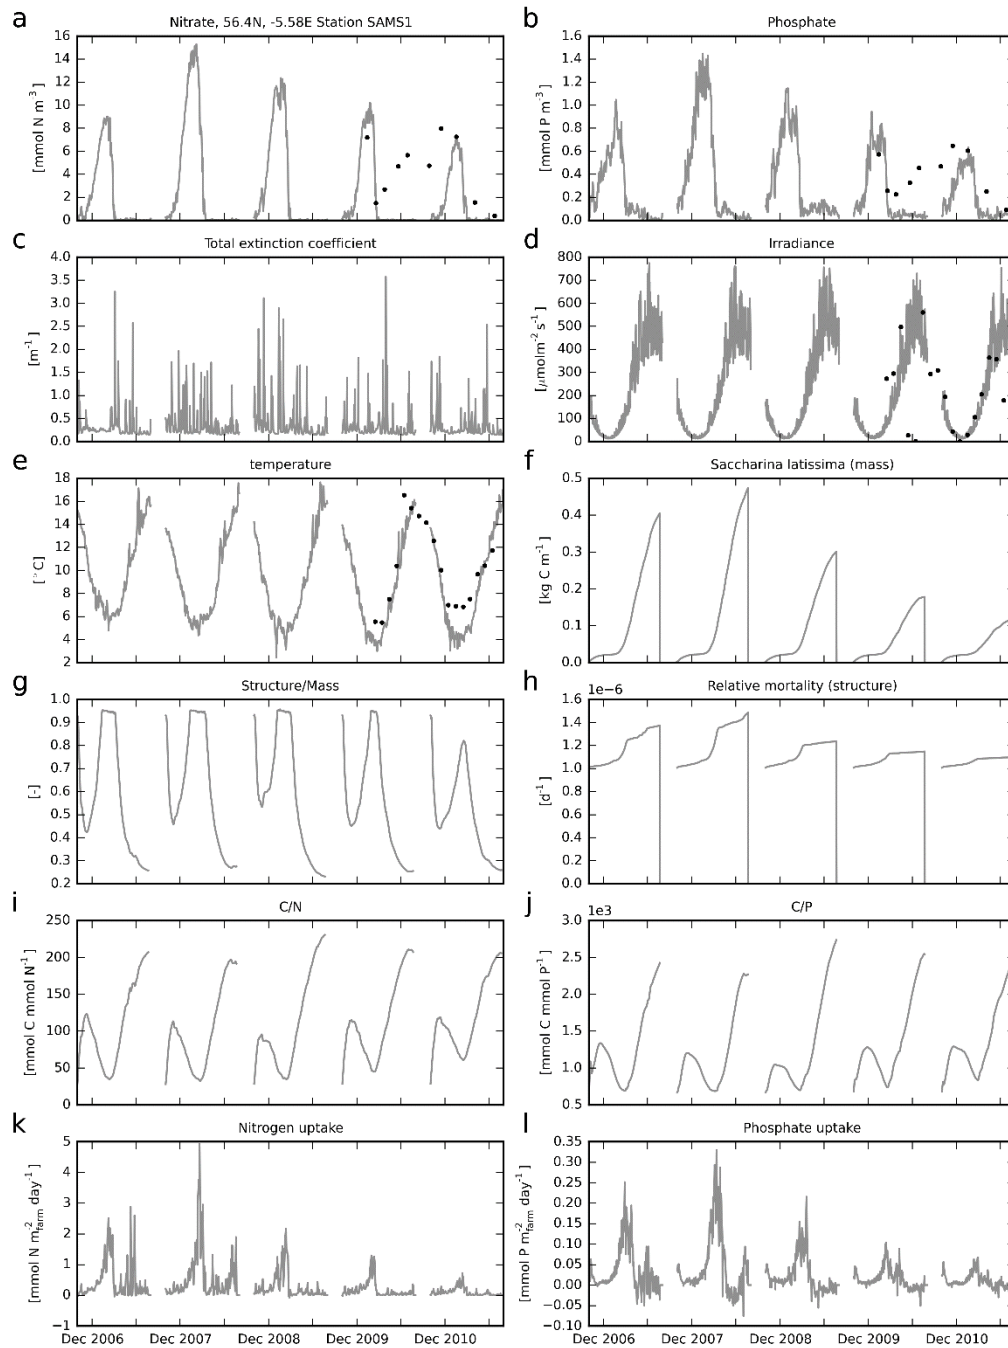 a
Nitrate, 56.4N, -5.58E Station SAMS1
[mmol N m-3]
16
14
12
10
8
6
4
2
0
b
Phosphate
[mmol P m-3]
1.6
1.4
1.2
1.0
0.8
0.6
0.4
0.2
0.0
c
Total extinction coefficient
[m-1]
4.0
3.5
3.0
2.5
2.0
1.5
1.0
0.5
0.0
d
Irradiance
[μmolm-2 s-1]
800
700
600
500
400
300
200
100
0
e
temperature
[°C]
18
16
14
12
10
8
6
4
2
f
Saccharina latissima (mass)
[kg C m-1]
0.5
0.4
0.3
0.2
0.1
0.0
g
Structure/Mass
[-]
1.0
0.9
0.8
0.7
0.6
0.5
0.4
0.3
0.2
h
Relative mortality (structure)
1e−6
[d-1]
1.6
1.4
1.2
1.0
0.8
0.6
0.4
0.2
0.0
i
C/N
[mmol C mmol N-1]
250
200
150
100
50
0
j
C/P
1e3
[mmol C mmol P-1]
3.0
2.5
2.0
1.5
1.0
0.5
k
Nitrogen uptake
[mmol N m-2 farm day-1]
5
4
3
2
1
0
−1
Dec 2006 Dec 2007 Dec 2008 Dec 2009 Dec 2010
l
Phosphate uptake
[mmol P m-2 farm day-1]
0.35
0.30
0.25
0.20
0.15
0.10
0.05
0.00
−0.05
−0.10
Dec 2006 Dec 2007 Dec 2008 Dec 2009 Dec 2010